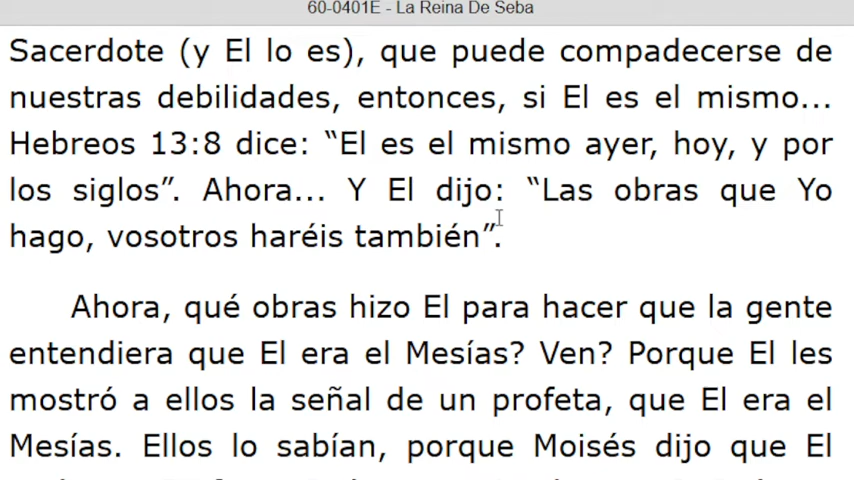 60-0401E - La Reina De Seba
Sacerdote (y El lo es), que puede compadecerse de
nuestras debilidades, entonces, si El es el mismo...
Hebreos 13:8 dice: “El es el mismo ayer, hoy, y por
los siglos”. Ahora... Y El dijo: “Las obras que Yo
hago, vosotros haréis también”.
Ahora, qué obras hizo El para hacer que la gente
entendiera que El era el Mesías? Ven? Porque El les
mostró a ellos la señal de un profeta, que El era el
Mesías. Ellos lo sabían, porque Moisés dijo que El